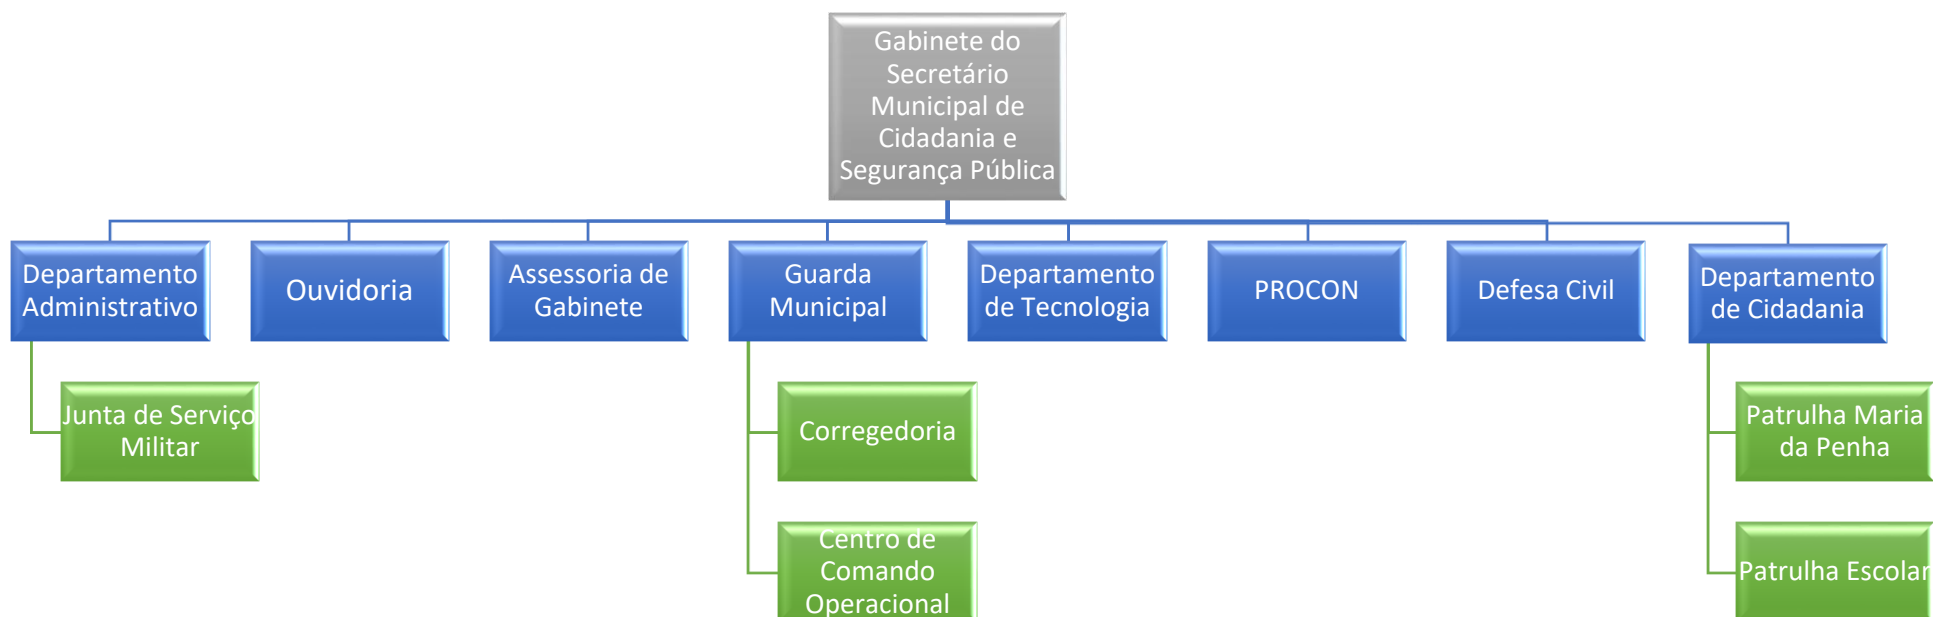 Gabinete do
Secretário
Municipal de
Cidadania e
Segurança Pública
Departamento
Administrativo
Ouvidoria
Assessoria de
Gabinete
Guarda
Municipal
Departamento
de Tecnologia
PROCON
Defesa Civil
Departamento
de Cidadania
Junta de Serviço
Militar
Corregedoria
Patrulha Maria
da Penha
Centro de
Comando
Operacional
Patrulha Escolar